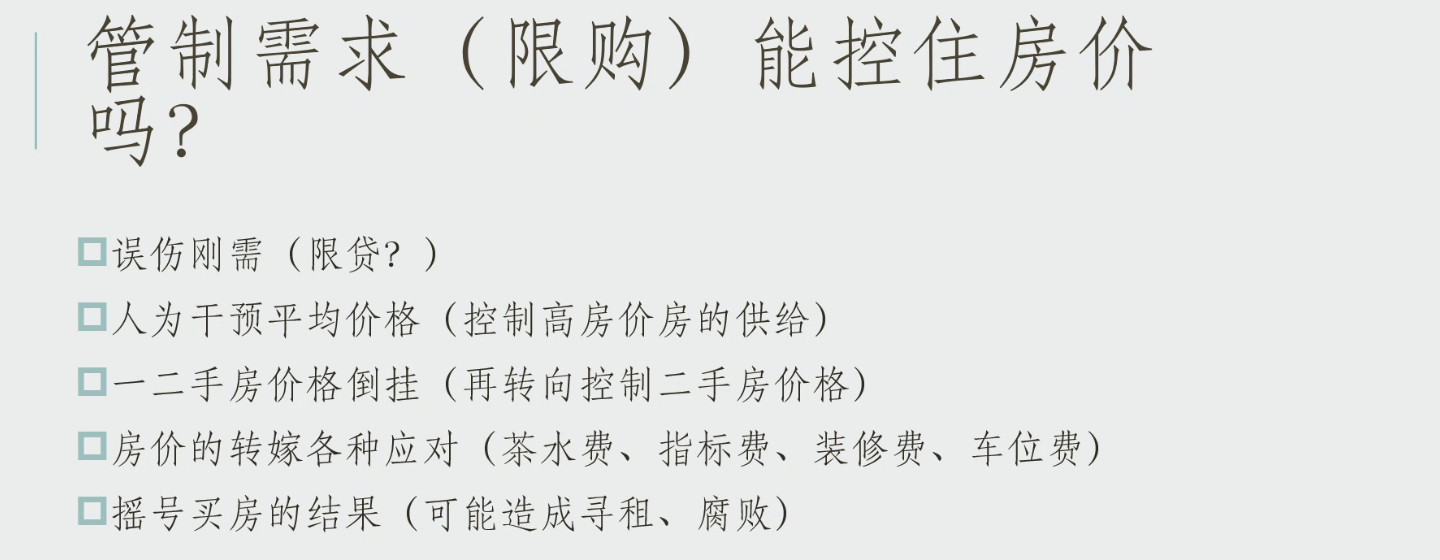 管制需求（限购）能控住房价
吗？
误伤刚需（限贷？）
人为干预平均价格（控制高房价房的供给）
一二手房价格倒挂（再转向控制二手房价格）
房价的转嫁各种应对（茶水费、指标费、装修费、车位费）
摇号买房的结果（可能造成寻租、腐败）